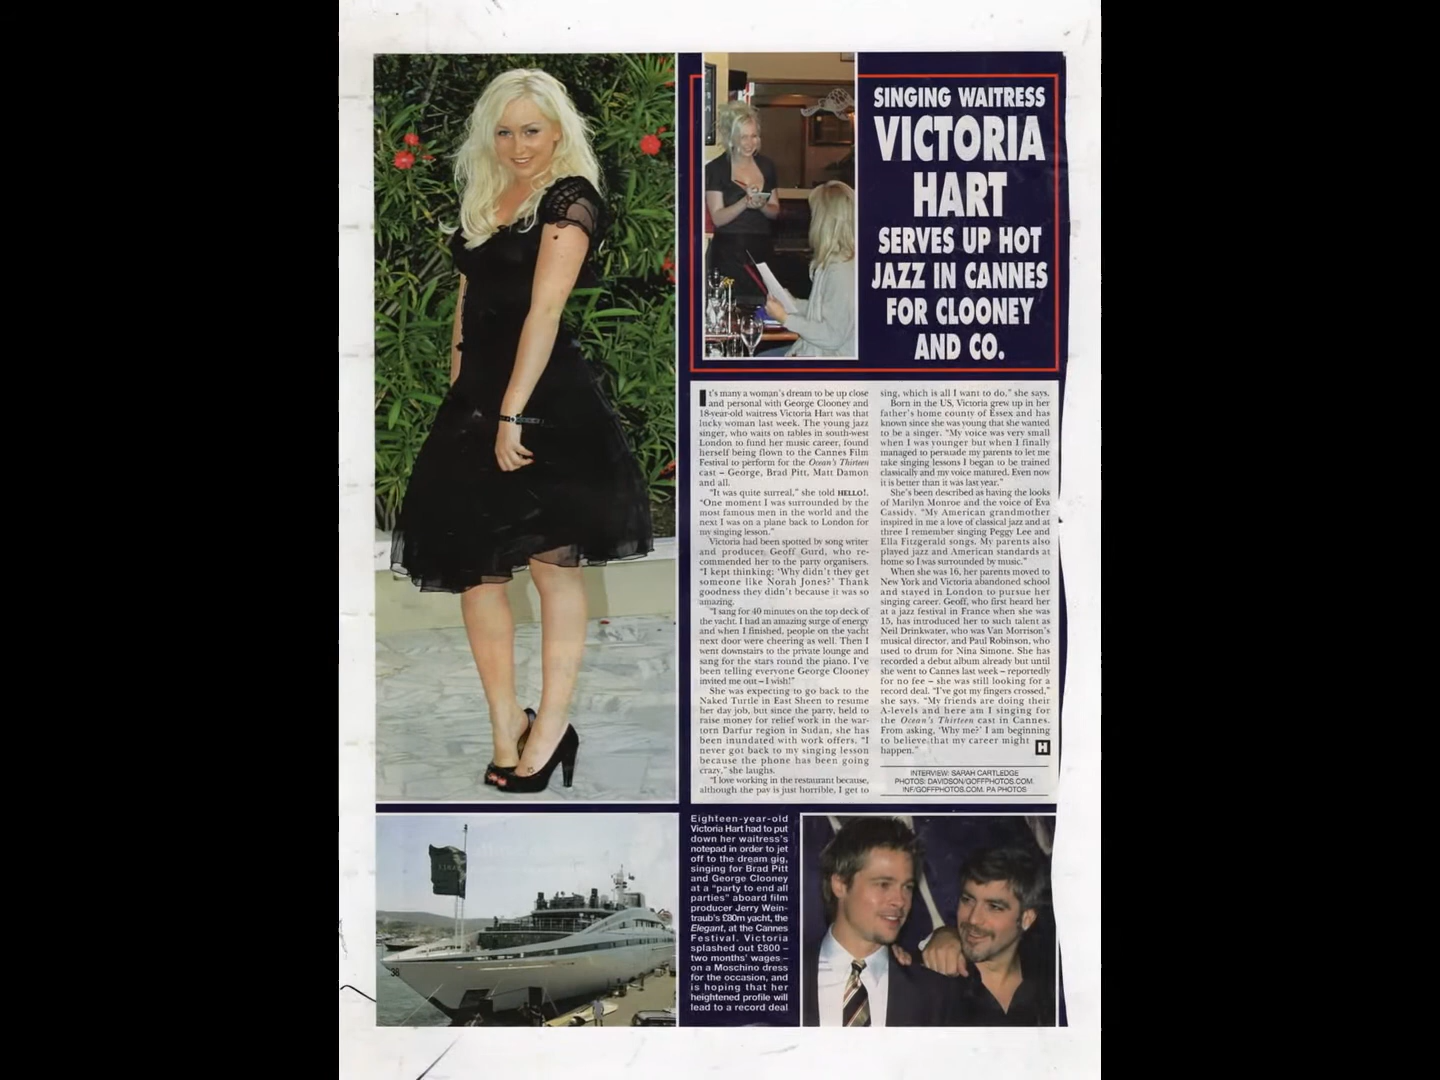 SINGING WAITRESS
VICTORIA
HART
SERVES UP HOT
JAZZ IN CANNES
FOR CLOONEY
AND CO.
It's many a woman's dream to be up close
and personal with George Clooney and
18-year-old waitress Victoria Hart was that
lucky woman last week. The young jazz
singer, who waits on tables in south-west
London to fund her music career, found
herself being flown to the Cannes Film
Festival to perform for the Ocean's Thirteen
cast – George, Brad Pitt, Matt Damon
and all.
"It was quite surreal," she told HELLO!.
"One moment I was surrounded by the
most famous men in the world and the
next I was on a plane back to London for
my singing lesson."
Victoria had been spotted by song writer
and producer Geoff Gurd, who re-
commended her to the party organisers.
"I kept thinking: 'Why didn't they get
someone like Norah Jones?' Thank
goodness they didn't because it was so
amazing.
"I sang for 40 minutes on the top deck of
the yacht. I had an amazing surge of energy
and when I finished, people on the yacht
next door were cheering as well. Then I
went downstairs to the private lounge and
sang for the stars round the piano. I've
been telling everyone George Clooney
invited me out – I wish!"
She was expecting to go back to the
Naked Turtle in East Sheen to resume
her day job, but since the party, held to
raise money for relief work in the war-
torn Darfur region in Sudan, she has
been inundated with work offers. "I
never got back to my singing lesson
because the phone has been going
crazy," she laughs.
"I love working in the restaurant because,
although the pay is just horrible, I get to
sing, which is all I want to do," she says.
Born in the US, Victoria grew up in her
father's home county of Essex and has
known since she was young that she wanted
to be a singer. "My voice was very small
when I was younger but when I finally
managed to persuade my parents to let me
take singing lessons I began to be trained
classically and my voice matured. Even now
it is better than it was last year."
She's been described as having the looks
of Marilyn Monroe and the voice of Eva
Cassidy. "My American grandmother
inspired in me a love of classical jazz and at
three I remember singing Peggy Lee and
Ella Fitzgerald songs. My parents also
played jazz and American standards at
home so I was surrounded by music."
When she was 16, her parents moved to
New York and Victoria abandoned school
and stayed in London to pursue her
singing career. Geoff, who first heard her
at a jazz festival in France when she was
15, has introduced her to such talent as
Neil Drinkwater, who was Van Morrison's
musical director, and Paul Robinson, who
used to drum for Nina Simone. She has
recorded a debut album already but until
she went to Cannes last week – reportedly
for no fee – she was still looking for a
record deal. "I've got my fingers crossed,"
she says. "My friends are doing their
A-levels and here am I singing for
the Ocean's Thirteen cast in Cannes.
From asking, 'Why me?' I am beginning
to believe that my career might
happen." H
INTERVIEW: SARAH CARTLEDGE
PHOTOS: DAVIDSON/GOFFPHOTOS.COM.
INF/GOFFPHOTOS.COM. PA PHOTOS
Eighteen-year-old
Victoria Hart had to put
down her waitress's
notepad in order to jet
off to the dream gig,
singing for Brad Pitt
and George Clooney
at a "party to end all
parties" aboard film
producer Jerry Wein-
traub's £80m yacht, the
Elegant, at the Cannes
Festival. Victoria
splashed out £800 –
two months' wages –
on a Moschino dress
for the occasion, and
is hoping that her
heightened profile will
lead to a record deal
38